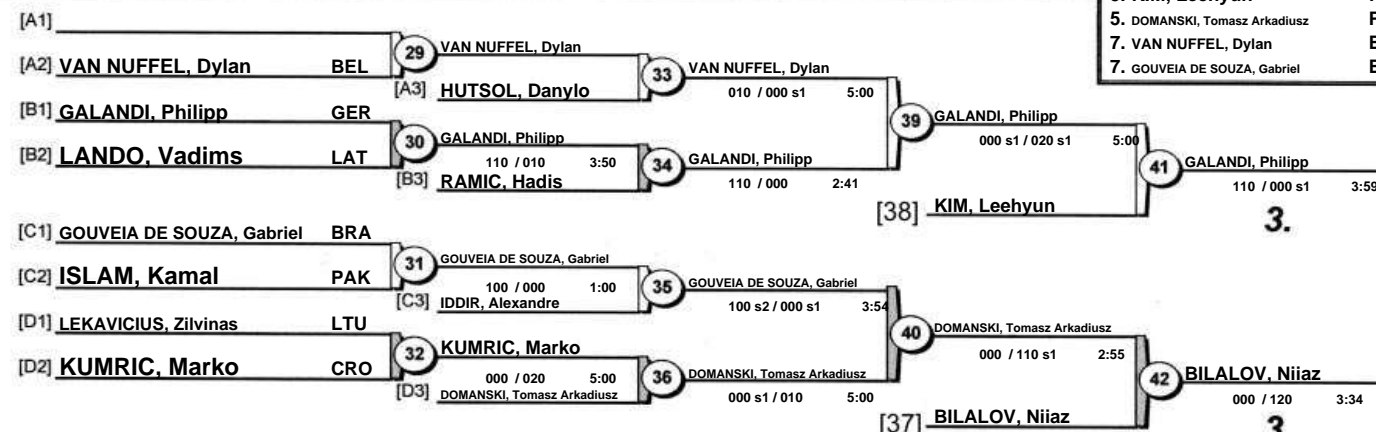 5. DOMANSKI, Tomasz Arkadiusz
7. VAN NUFFEL, Dylan
7. GOUVEIA DE SOUZA, Gabriel
[A1]
29 VAN NUFFEL, Dylan
[A2] VAN NUFFEL, Dylan BEL
33 VAN NUFFEL, Dylan
[A3] HUTSOL, Danylo
010 / 000 s1 5:00
[B1] GALANDI, Philipp GER
39 GALANDI, Philipp
30 GALANDI, Philipp
000 s1 / 020 s1 5:00
[B2] LANDO, Vadims LAT
110 / 010 3:50
34 GALANDI, Philipp
41 GALANDI, Philipp
[B3] RAMIC, Hadis
110 / 000 2:41
110 / 000 s1 3:59
[38] KIM, Leehyun
3.
[C1] GOUVEIA DE SOUZA, Gabriel BRA
31 GOUVEIA DE SOUZA, Gabriel
[C2] ISLAM, Kamal PAK
100 / 000 1:00
35 GOUVEIA DE SOUZA, Gabriel
[C3] IDDIR, Alexandre
100 s2 / 000 s1 3:54
[D1] LEKAVICIUS, Zilvinas LTU
40 DOMANSKI, Tomasz Arkadiusz
32 KUMRIC, Marko
000 / 110 s1 2:55
[D2] KUMRIC, Marko CRO
000 / 020 5:00
36 DOMANSKI, Tomasz Arkadiusz
42 BILALOV, Niiaz
[D3] DOMANSKI, Tomasz Arkadiusz
000 s1 / 010 5:00
000 / 120 3:34
[37] BILALOV, Niiaz
3